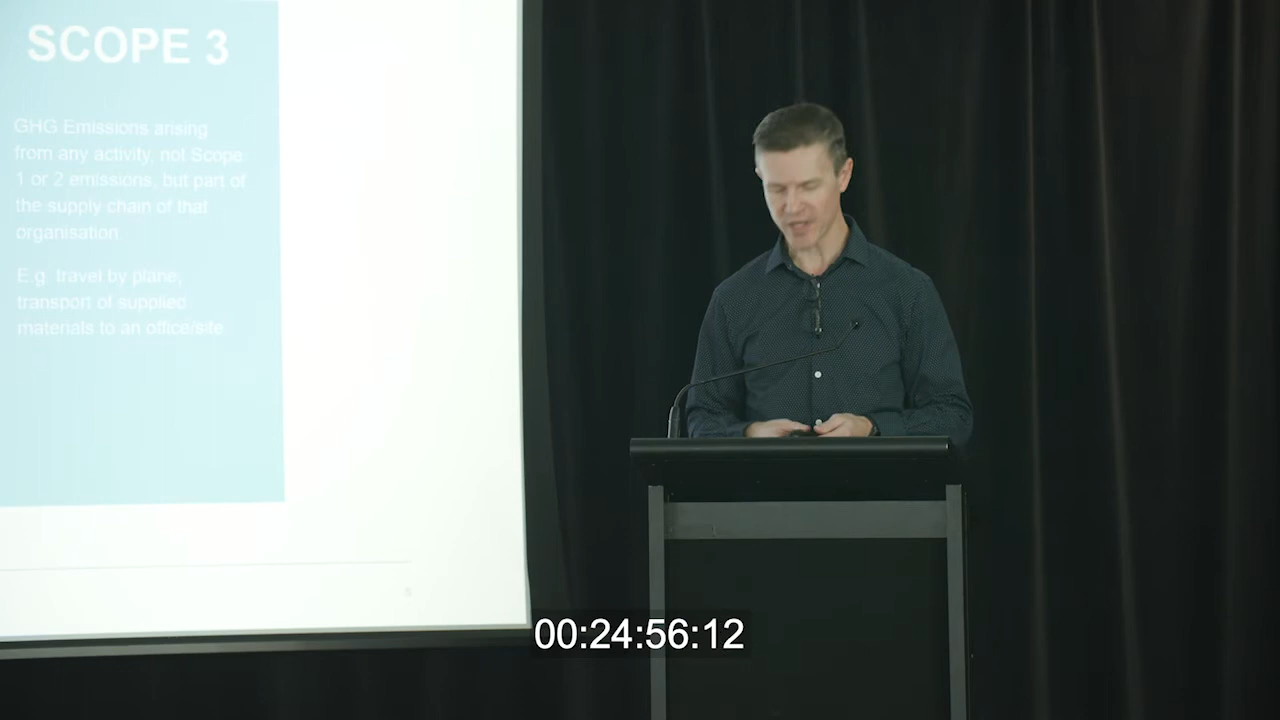 SCOPE 3
GHG Emissions arising
from any activity, not Scope
1 or 2 emissions, but part of
the supply chain of that
organisation.
E.g. travel by plane,
transport of supplied
materials to an office/site
00:24:56:12